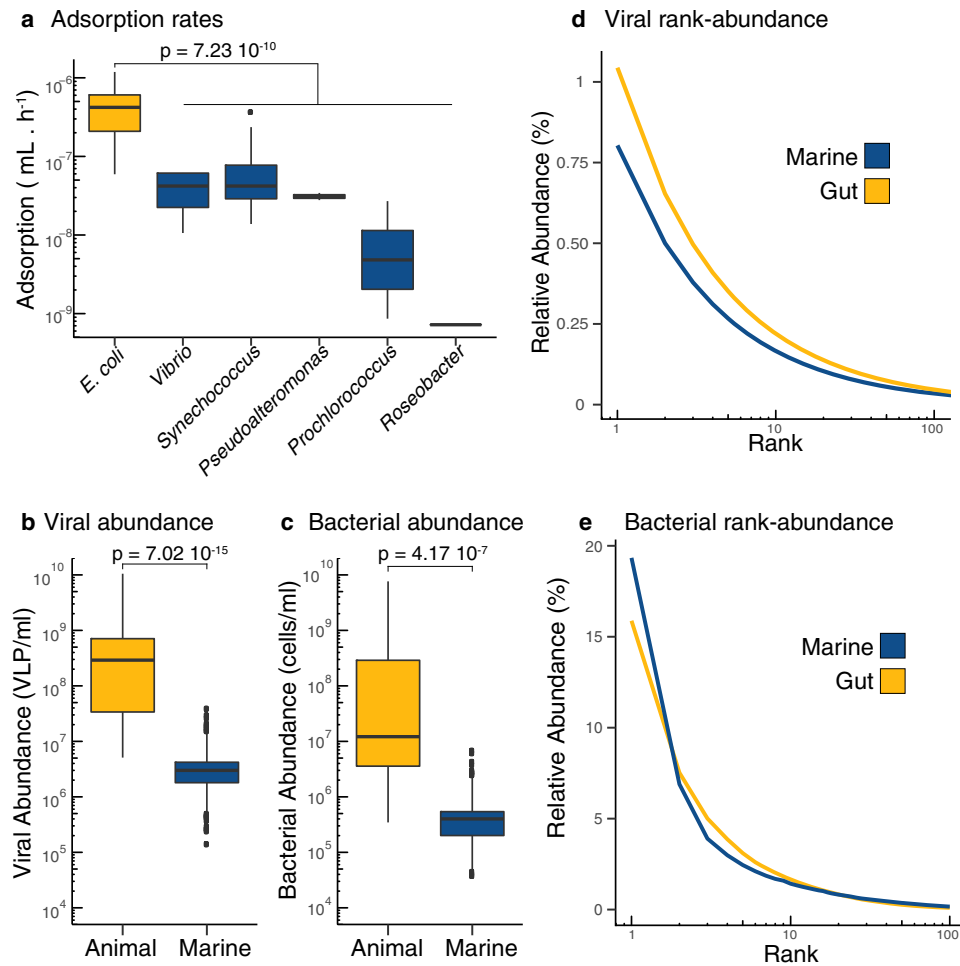 a Adsorption rates
p = 7.23 10⁻¹⁰
Adsorption ( mL . h⁻¹)
10⁻⁶
10⁻⁷
10⁻⁸
10⁻⁹
E. coli
Vibrio
Synechococcus
Pseudoalteromonas
Prochlorococcus
Roseobacter
d Viral rank-abundance
Relative Abundance (%)
1
0.75
0.50
0.25
0
Marine
Gut
1 10 100
Rank
b Viral abundance
p = 7.02 10⁻¹⁵
Viral Abundance (VLP/ml)
10¹⁰
10⁹
10⁸
10⁷
10⁶
10⁵
10⁴
Animal Marine
c Bacterial abundance
p = 4.17 10⁻⁷
Bacterial Abundance (cells/ml)
10¹⁰
10⁹
10⁸
10⁷
10⁶
10⁵
10⁴
Animal Marine
e Bacterial rank-abundance
Relative Abundance (%)
20
15
10
5
0
Marine
Gut
1 10 100
Rank